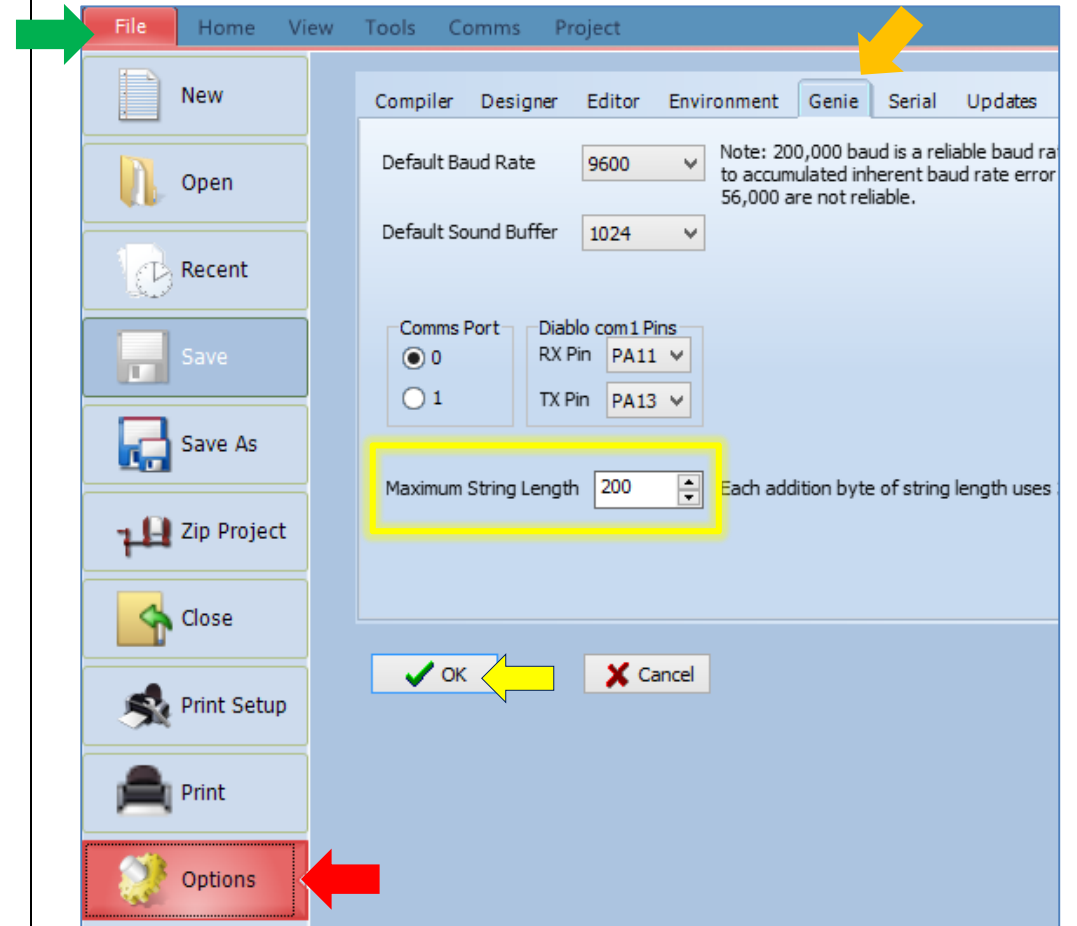 File Home View Tools Comms Project
New
Open
Recent
Save
Save As
Zip Project
Close
Print Setup
Print
Options
Compiler Designer Editor Environment Genie Serial Updates
Default Baud Rate 9600
Note: 200,000 baud is a reliable baud
to accumulated inherent baud rate error
56,000 are not reliable.
Default Sound Buffer 1024
Comms Port
0
1
Diablo com1 Pins
RX Pin PA11
TX Pin PA13
Maximum String Length 200 Each addition byte of string length uses
OK Cancel